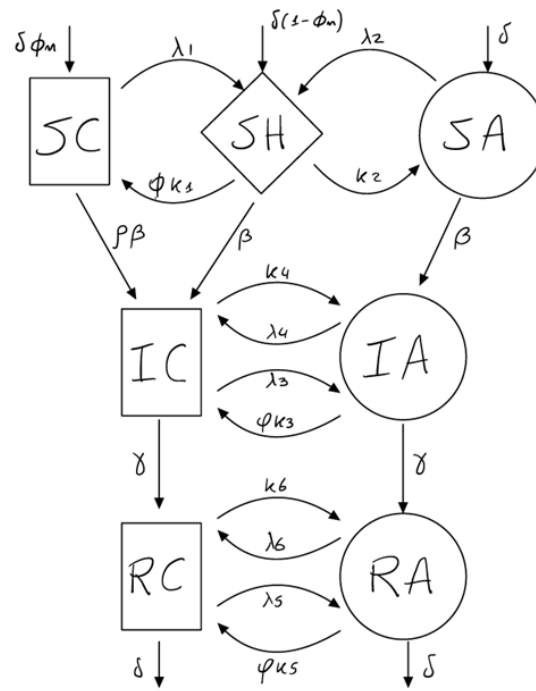 δϕm
δ(1-ϕm)
δ
λ1
λ2
SC
SH
SA
ϕκ1
κ2
ρβ
β
β
κ4
IC
λ4
IA
λ3
φκ3
γ
γ
κ6
RC
λ6
RA
λ5
φκ5
δ
δ